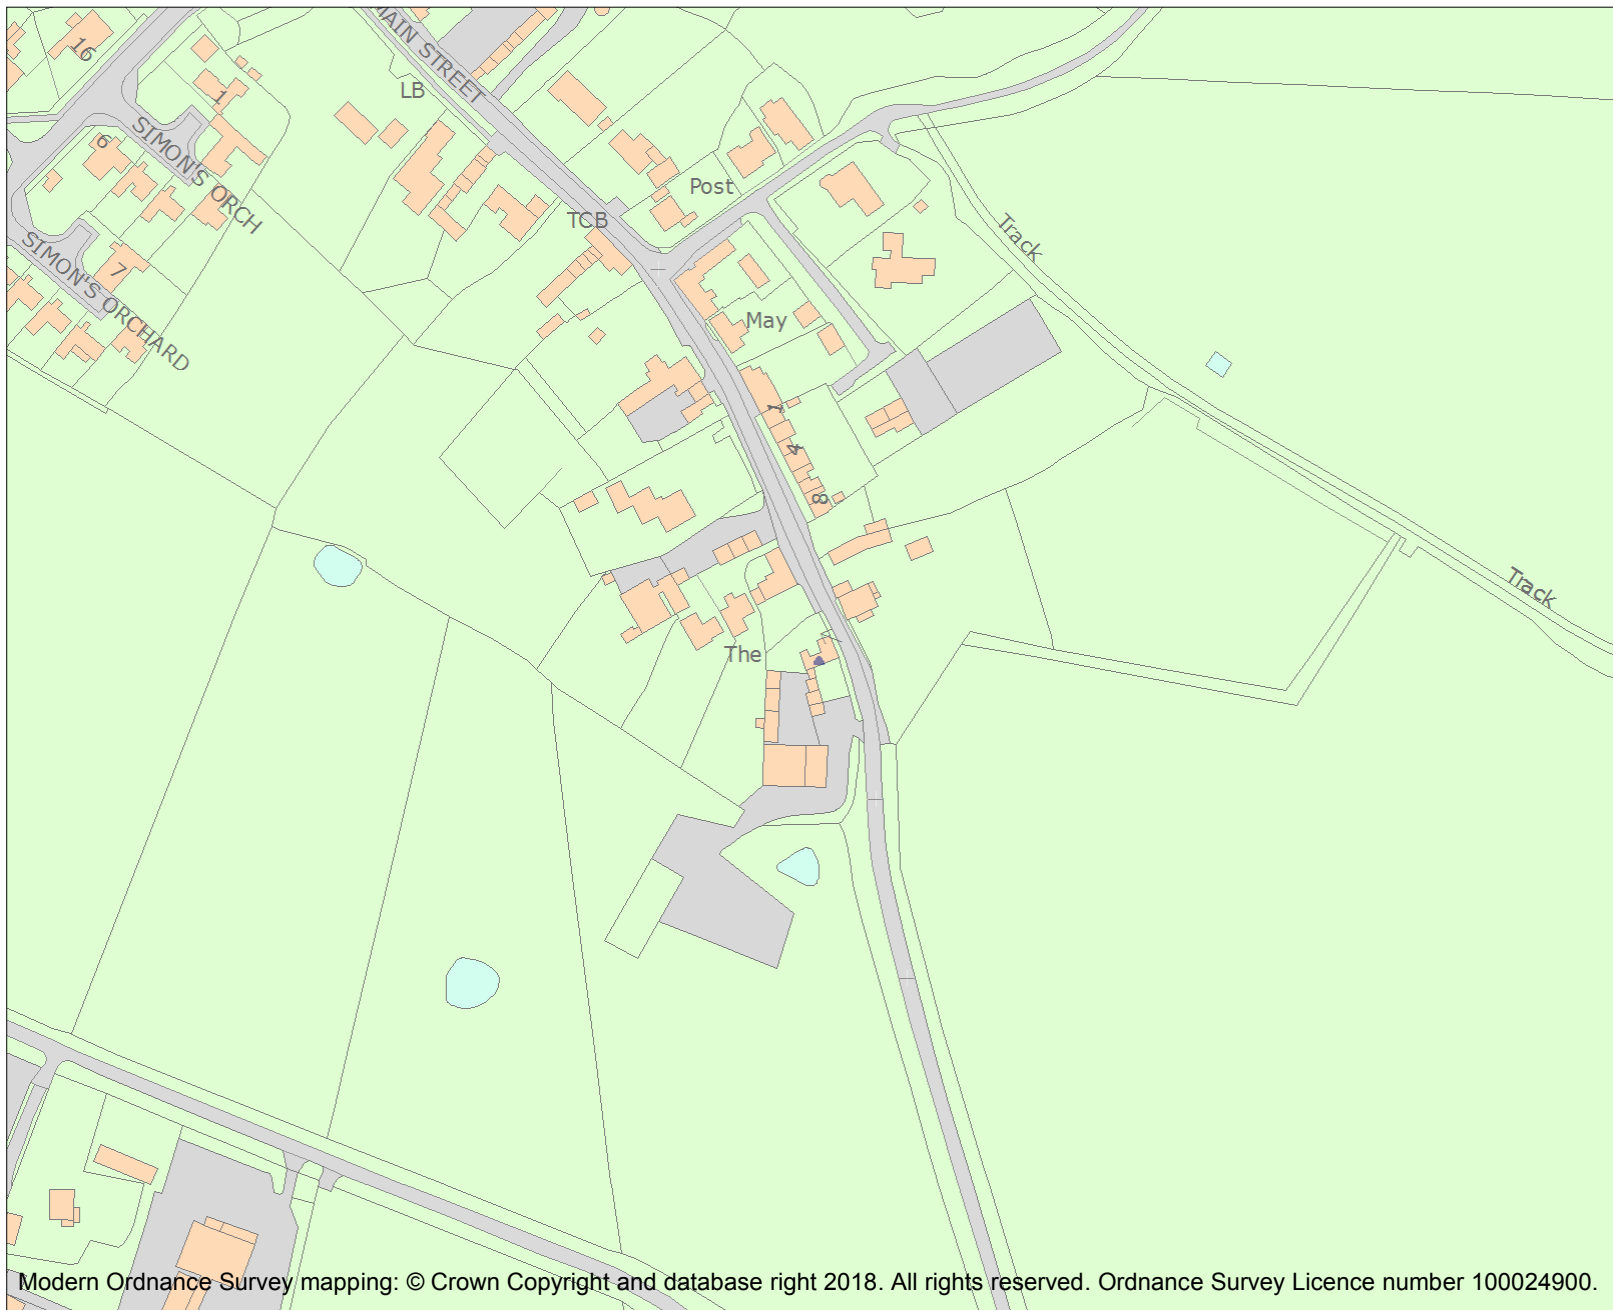 MAIN STREET
16
LB
1
SIMON'S ORCH
6
Post
TCB
Track
7
SIMON'S ORCHARD
May
1
4
8
Track
The
Modern Ordnance Survey mapping: © Crown Copyright and database right 2018. All rights reserved. Ordnance Survey Licence number 100024900.